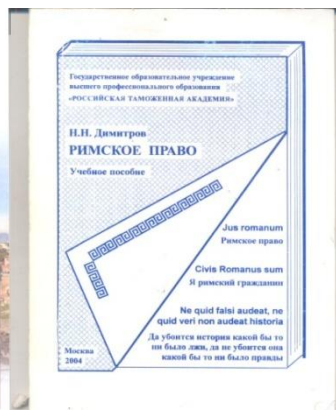 Государственное образовательное учреждение
высшего профессионального образования
«РОССИЙСКАЯ ТАМОЖЕННАЯ АКАДЕМИЯ»
Н.Н. Димитров
РИМСКОЕ ПРАВО
Учебное пособие
Jus romanum
Римское право
Civis Romanus sum
Я римский гражданин
Ne quid falsi audeat, ne
quid veri non audeat historia
Да убоится история какой бы то
ни было лжи, да не убоится она
какой бы то ни было правды
Москва
2004